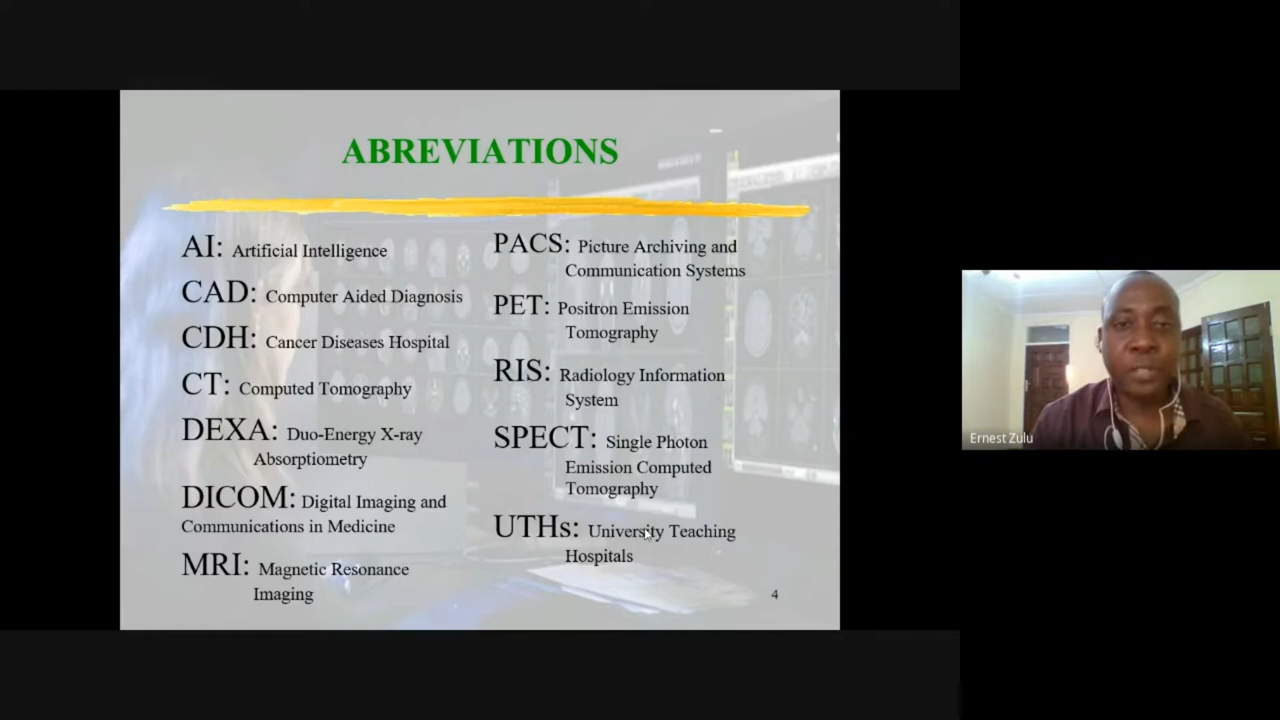 ABREVIATIONS
AI: Artificial Intelligence
CAD: Computer Aided Diagnosis
CDH: Cancer Diseases Hospital
CT: Computed Tomography
DEXA: Duo-Energy X-ray
Absorptiometry
DICOM: Digital Imaging and
Communications in Medicine
MRI: Magnetic Resonance
Imaging
PACS: Picture Archiving and
Communication Systems
PET: Positron Emission
Tomography
RIS: Radiology Information
System
SPECT: Single Photon
Emission Computed
Tomography
UTHs: University Teaching
Hospitals
4
Ernest Zulu